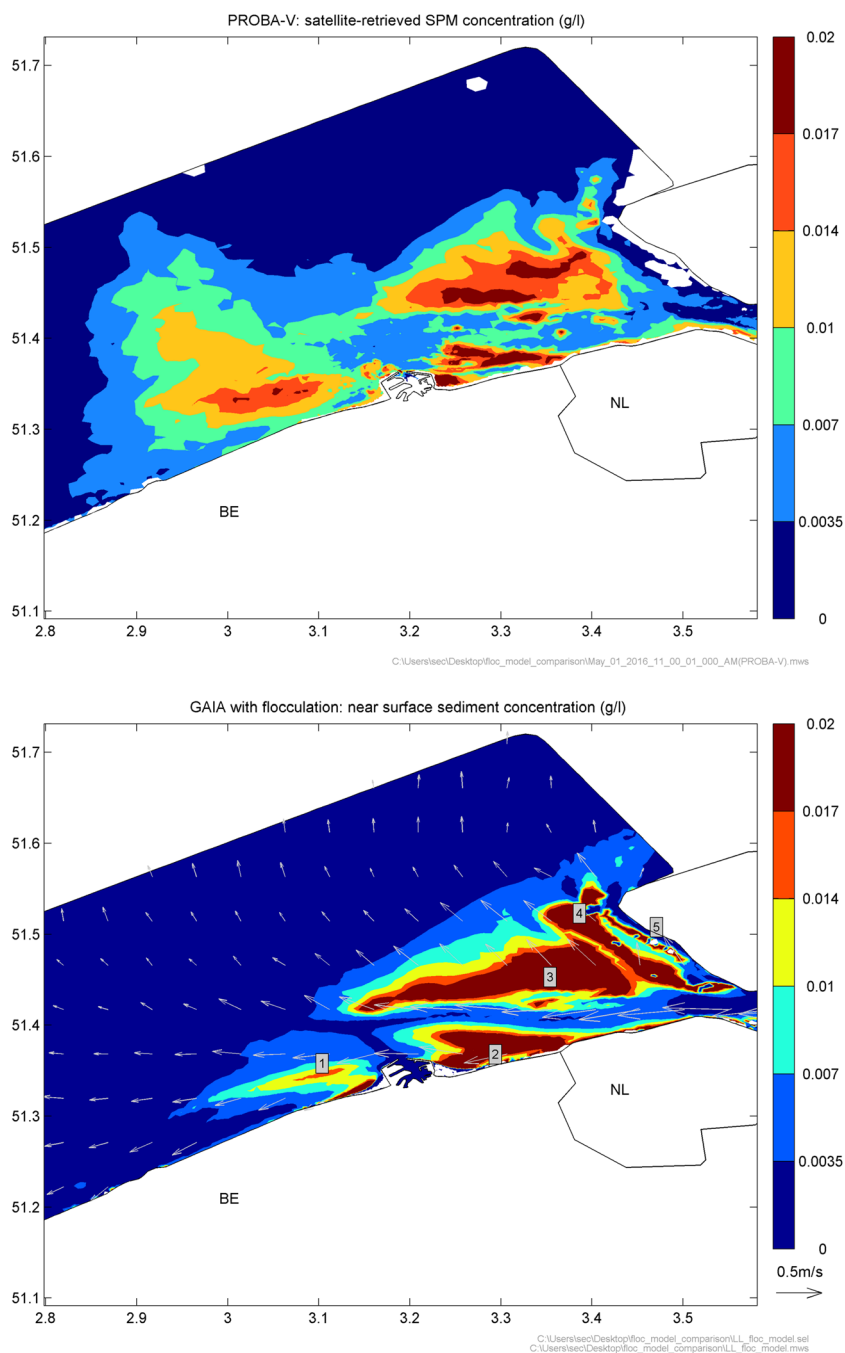 PROBA-V: satellite-retrieved SPM concentration (g/l)
0.02
51.7
0.017
51.6
0.014
51.5
0.01
51.4
NL
0.007
51.3
BE
0.0035
51.2
51.1
0
2.8 2.9 3 3.1 3.2 3.3 3.4 3.5
C:\Users\sec\Desktop\floc_model_comparison\May_01_2016_11_00_01_000_AM(PROBA-V).mws
GAIA with flocculation: near surface sediment concentration (g/l)
0.02
51.7
0.017
51.6
0.014
4
5
51.5
3
0.01
51.4
1
2
0.007
NL
51.3
0.0035
BE
51.2
0
0.5m/s
51.1
2.8 2.9 3 3.1 3.2 3.3 3.4 3.5
C:\Users\sec\Desktop\floc_model_comparison\LL_floc_model.sel
C:\Users\sec\Desktop\floc_model_comparison\LL_floc_model.mws